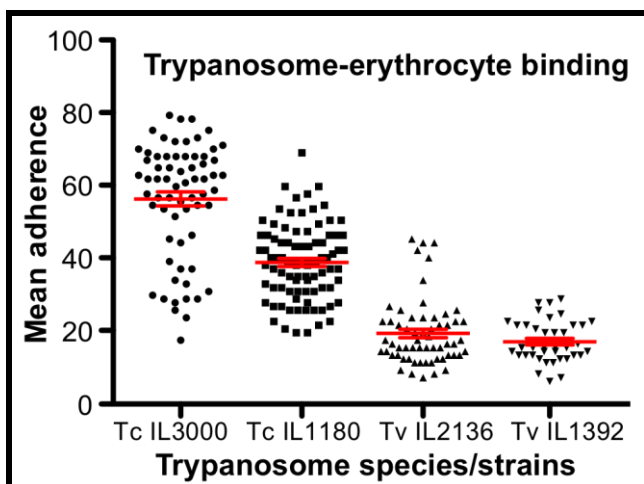 Trypanosome-erythrocyte binding
Mean adherence
100
80
60
40
20
0
Tc IL3000 Tc IL1180 Tv IL2136 Tv IL1392
Trypanosome species/strains